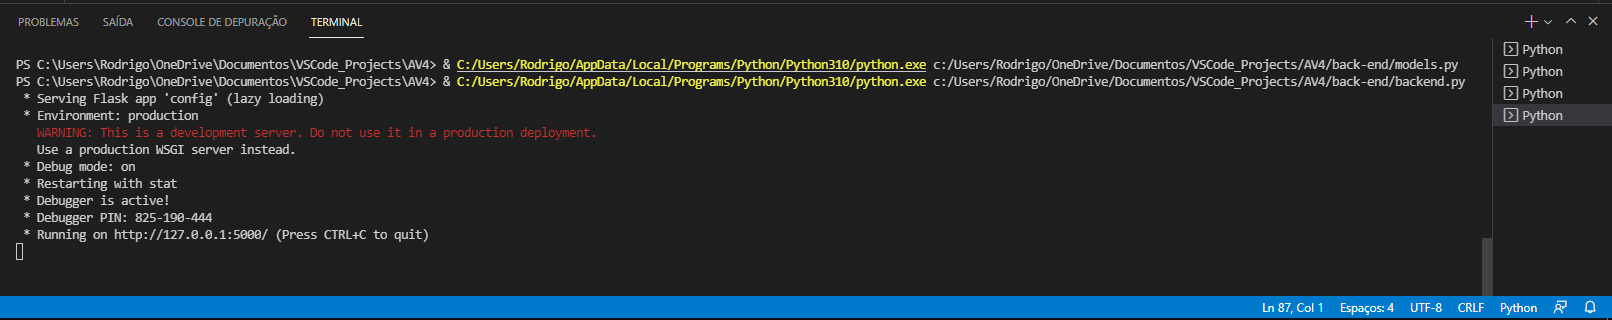 PROBLEMAS SAÍDA CONSOLE DE DEPURAÇÃO TERMINAL
PS C:\Users\Rodrigo\OneDrive\Documentos\VSCode_Projects\AV4> & C:/Users/Rodrigo/AppData/Local/Programs/Python/Python310/python.exe c:/Users/Rodrigo/OneDrive/Documentos/VSCode_Projects/AV4/back-end/models.py
PS C:\Users\Rodrigo\OneDrive\Documentos\VSCode_Projects\AV4> & C:/Users/Rodrigo/AppData/Local/Programs/Python/Python310/python.exe c:/Users/Rodrigo/OneDrive/Documentos/VSCode_Projects/AV4/back-end/backend.py
* Serving Flask app 'config' (lazy loading)
* Environment: production
WARNING: This is a development server. Do not use it in a production deployment.
Use a production WSGI server instead.
* Debug mode: on
* Restarting with stat
* Debugger is active!
* Debugger PIN: 825-190-444
* Running on http://127.0.0.1:5000/ (Press CTRL+C to quit)
Python
Python
Python
Python
Ln 87, Col 1 Espaços: 4 UTF-8 CRLF Python